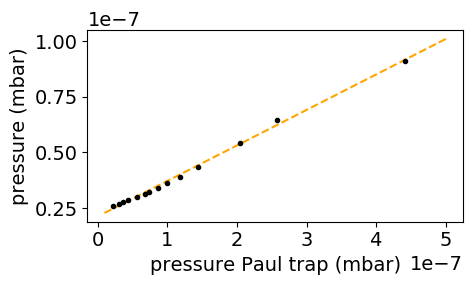 1e−7
1.00
0.75
0.50
0.25
pressure (mbar)
0 1 2 3 4 5
pressure Paul trap (mbar) 1e−7